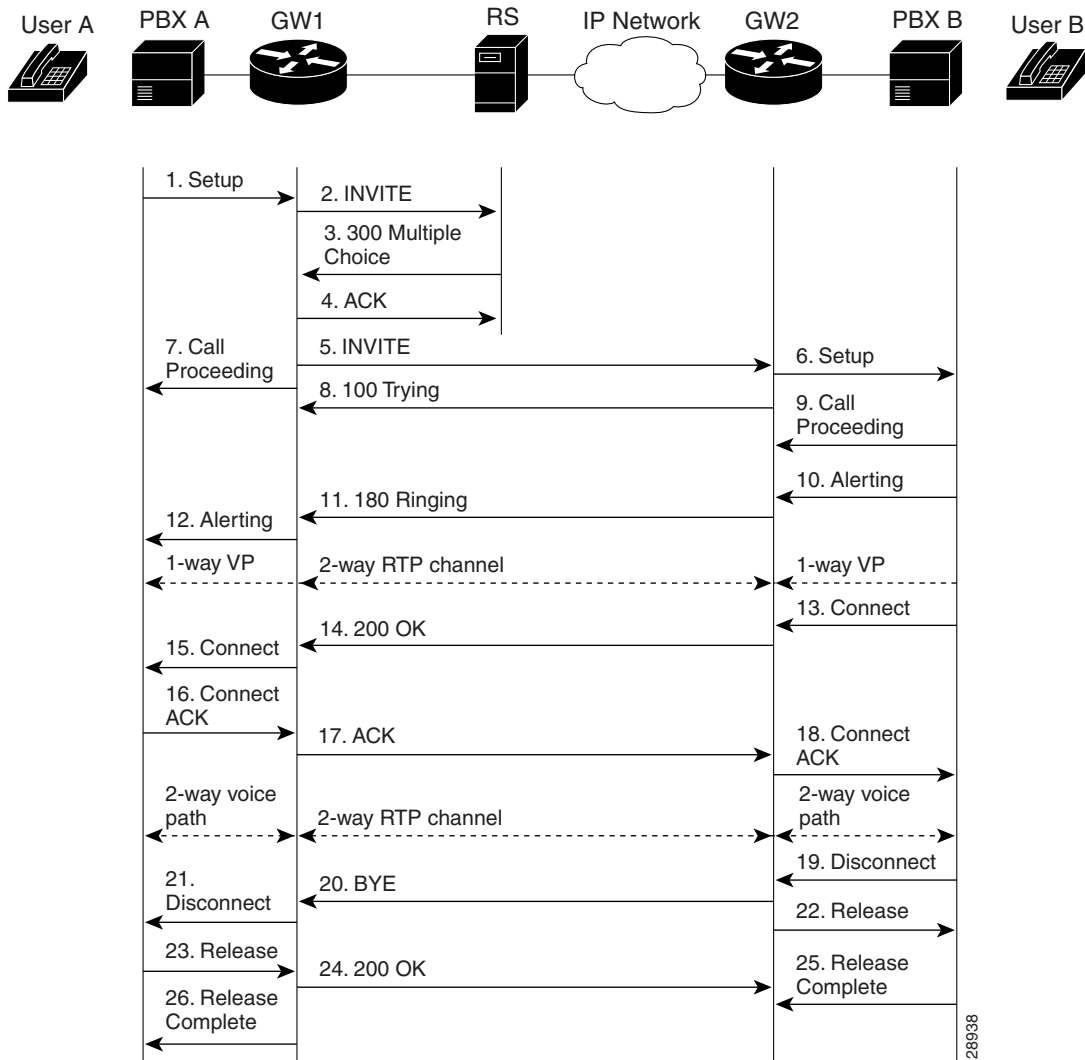 User A
PBX A
GW1
RS
IP Network
GW2
PBX B
User B
1. Setup
2. INVITE
3. 300 Multiple
Choice
4. ACK
7. Call
Proceeding
5. INVITE
6. Setup
8. 100 Trying
9. Call
Proceeding
10. Alerting
11. 180 Ringing
12. Alerting
1-way VP
2-way RTP channel
1-way VP
13. Connect
14. 200 OK
15. Connect
16. Connect
ACK
17. ACK
18. Connect
ACK
2-way voice
path
2-way RTP channel
2-way voice
path
19. Disconnect
21.
Disconnect
20. BYE
22. Release
23. Release
24. 200 OK
25. Release
Complete
26. Release
Complete
28938